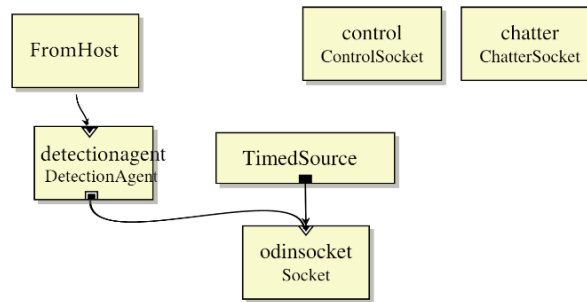 FromHost
control
ControlSocket
chatter
ChatterSocket
detectionagent
DetectionAgent
TimedSource
odinsocket
Socket